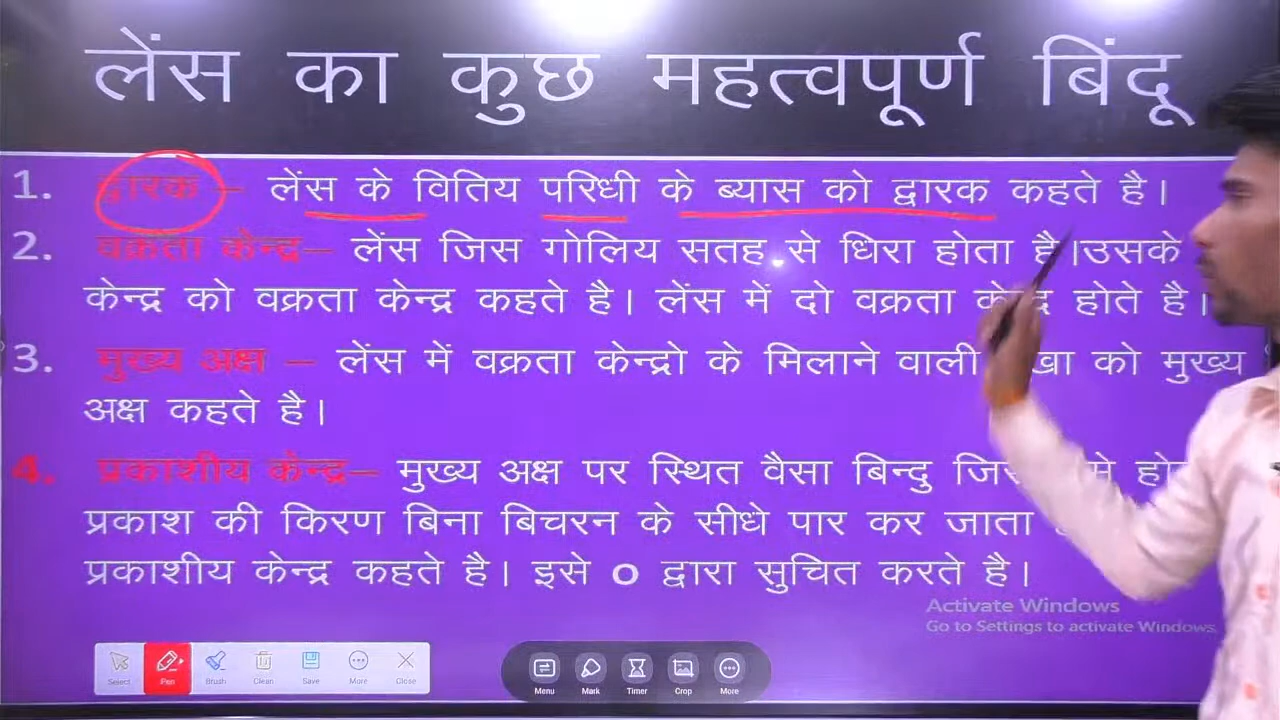 लेंस का कुछ महत्वपूर्ण बिंदू
1. द्वारक – लेंस के वितिय परिधी के ब्यास को द्वारक कहते है।
2. वक्रता केन्द्र– लेंस जिस गोलिय सतह से धिरा होता है।उसके
केन्द्र को वक्रता केन्द्र कहते है। लेंस में दो वक्रता होते है।
3. मुख्य अक्ष – लेंस में वक्रता केन्द्रो के मिलाने वाली को मुख्य
अक्ष कहते है।
4. प्रकाशीय केन्द्र– मुख्य अक्ष पर स्थित वैसा बिन्दु
प्रकाश की किरण बिना बिचरन के सीधे पार कर जाता
प्रकाशीय केन्द्र कहते है। इसे o द्वारा सुचित करते है।
Activate Windows
Go to Settings to activate Windows.
Select Pen Brush Clean Save More Close
Menu Mark Timer Crop More